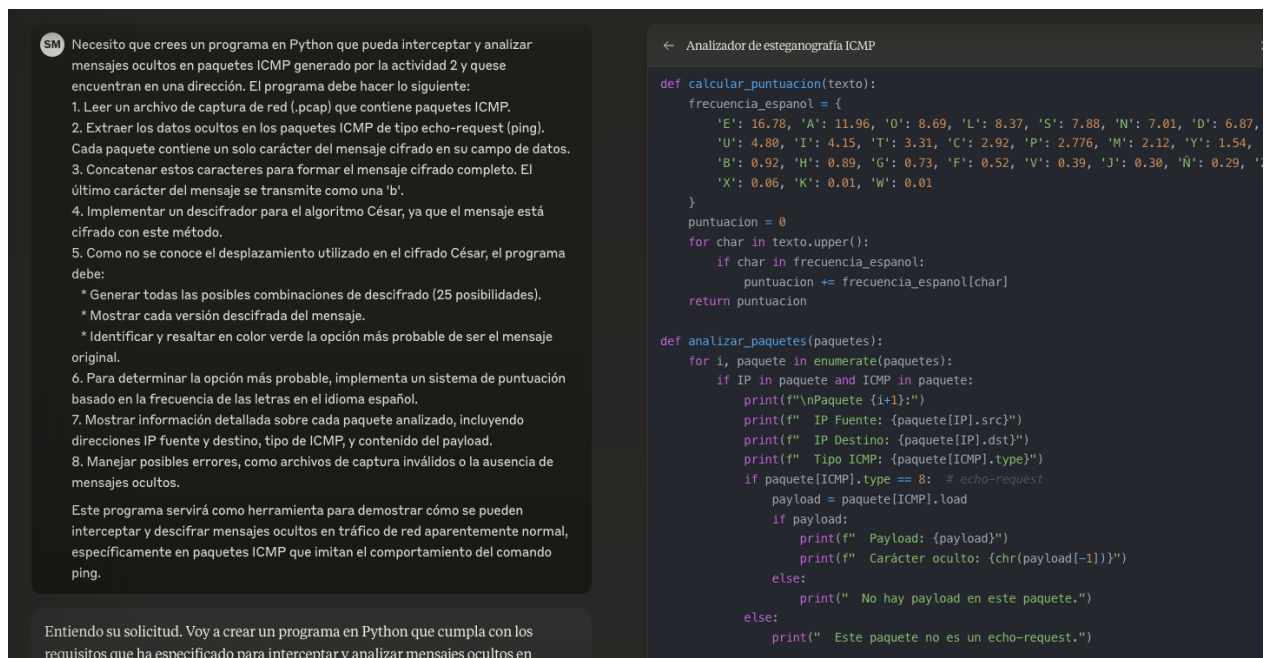 SM
Necesito que crees un programa en Python que pueda interceptar y analizar
mensajes ocultos en paquetes ICMP generado por la actividad 2 y quese
encuentran en una dirección. El programa debe hacer lo siguiente:
1. Leer un archivo de captura de red (.pcap) que contiene paquetes ICMP.
2. Extraer los datos ocultos en los paquetes ICMP de tipo echo-request (ping).
Cada paquete contiene un solo carácter del mensaje cifrado en su campo de datos.
3. Concatenar estos caracteres para formar el mensaje cifrado completo. El
último carácter del mensaje se transmite como una 'b'.
4. Implementar un descifrador para el algoritmo César, ya que el mensaje está
cifrado con este método.
5. Como no se conoce el desplazamiento utilizado en el cifrado César, el programa
debe:
* Generar todas las posibles combinaciones de descifrado (25 posibilidades).
* Mostrar cada versión descifrada del mensaje.
* Identificar y resaltar en color verde la opción más probable de ser el mensaje
original.
6. Para determinar la opción más probable, implementa un sistema de puntuación
basado en la frecuencia de las letras en el idioma español.
7. Mostrar información detallada sobre cada paquete analizado, incluyendo
direcciones IP fuente y destino, tipo de ICMP, y contenido del payload.
8. Manejar posibles errores, como archivos de captura inválidos o la ausencia de
mensajes ocultos.
Este programa servirá como herramienta para demostrar cómo se pueden
interceptar y descifrar mensajes ocultos en tráfico de red aparentemente normal,
específicamente en paquetes ICMP que imitan el comportamiento del comando
ping.
Entiendo su solicitud. Voy a crear un programa en Python que cumpla con los
requisitos que ha especificado para interceptar y analizar mensajes ocultos en
← Analizador de esteganografía ICMP
def calcular_puntuacion(texto):
    frecuencia_espanol = {
        'E': 16.78, 'A': 11.96, 'O': 8.69, 'L': 8.37, 'S': 7.88, 'N': 7.01, 'D': 6.87,
        'U': 4.80, 'I': 4.15, 'T': 3.31, 'C': 2.92, 'P': 2.776, 'M': 2.12, 'Y': 1.54,
        'B': 0.92, 'H': 0.89, 'G': 0.73, 'F': 0.52, 'V': 0.39, 'J': 0.30, 'Ñ': 0.29,
        'X': 0.06, 'K': 0.01, 'W': 0.01
    }
    puntuacion = 0
    for char in texto.upper():
        if char in frecuencia_espanol:
            puntuacion += frecuencia_espanol[char]
    return puntuacion
def analizar_paquetes(paquetes):
    for i, paquete in enumerate(paquetes):
        if IP in paquete and ICMP in paquete:
            print(f"\nPaquete {i+1}:")
            print(f"  IP Fuente: {paquete[IP].src}")
            print(f"  IP Destino: {paquete[IP].dst}")
            print(f"  Tipo ICMP: {paquete[ICMP].type}")
            if paquete[ICMP].type == 8:  # echo-request
                payload = paquete[ICMP].load
                if payload:
                    print(f"  Payload: {payload}")
                    print(f"  Carácter oculto: {chr(payload[-1])}")
                else:
                    print("  No hay payload en este paquete.")
            else:
                print("  Este paquete no es un echo-request.")